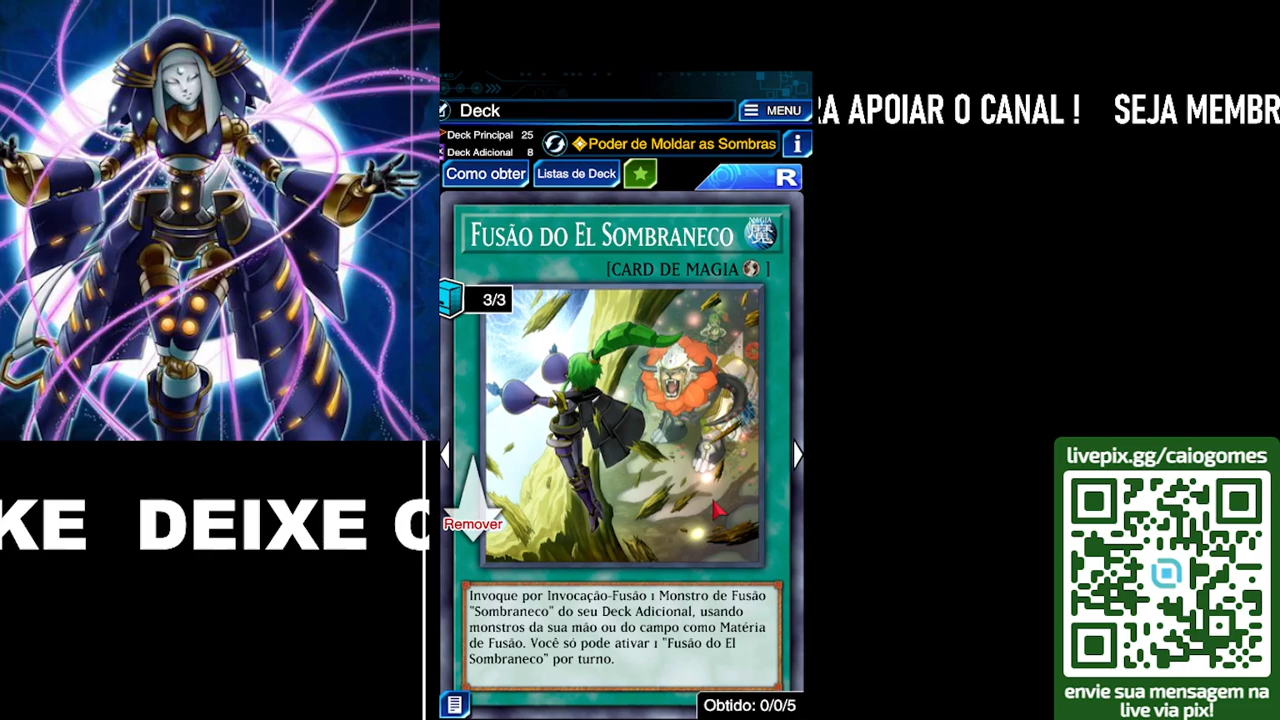 Deck
MENU
Deck Principal 25
Deck Adicional 8
Poder de Moldar as Sombras
i
Como obter
Listas de Deck
R
RA APOIAR O CANAL ! SEJA MEMBR
FUSÃO DO EL SOMBRANECO
MAGIA
[CARD DE MAGIA ]
3/3
Remover
KE DEIXE O
Invoque por Invocação-Fusão 1 Monstro de Fusão
"Sombraneco" do seu Deck Adicional, usando
monstros da sua mão ou do campo como Matéria
de Fusão. Você só pode ativar 1 "Fusão do El
Sombraneco" por turno.
Obtido: 0/0/5
livepix.gg/caiogomes
envie sua mensagem na
live via pix!